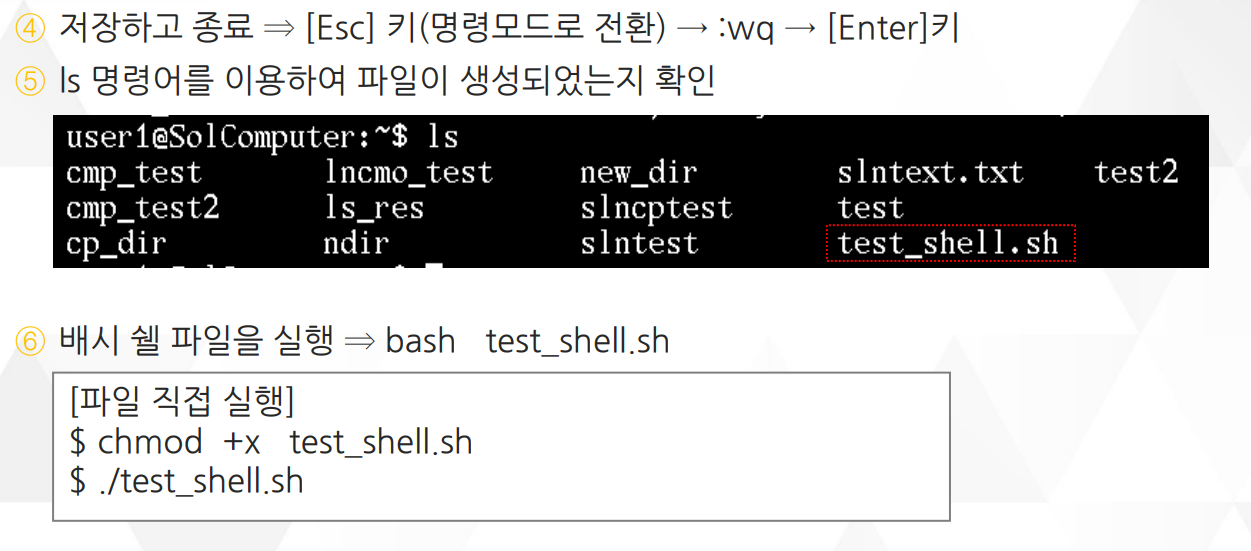 ④ 저장하고 종료 ⇒ [Esc] 키(명령모드로 전환) → :wq → [Enter]키
⑤ ls 명령어를 이용하여 파일이 생성되었는지 확인
user1@SolComputer:~$ ls
cmp_test lncmo_test new_dir slntext.txt test2
cmp_test2 ls_res slncptest test
cp_dir ndir slntest test_shell.sh
⑥ 배시 쉘 파일을 실행 ⇒ bash test_shell.sh
[파일 직접 실행]
$ chmod +x test_shell.sh
$ ./test_shell.sh